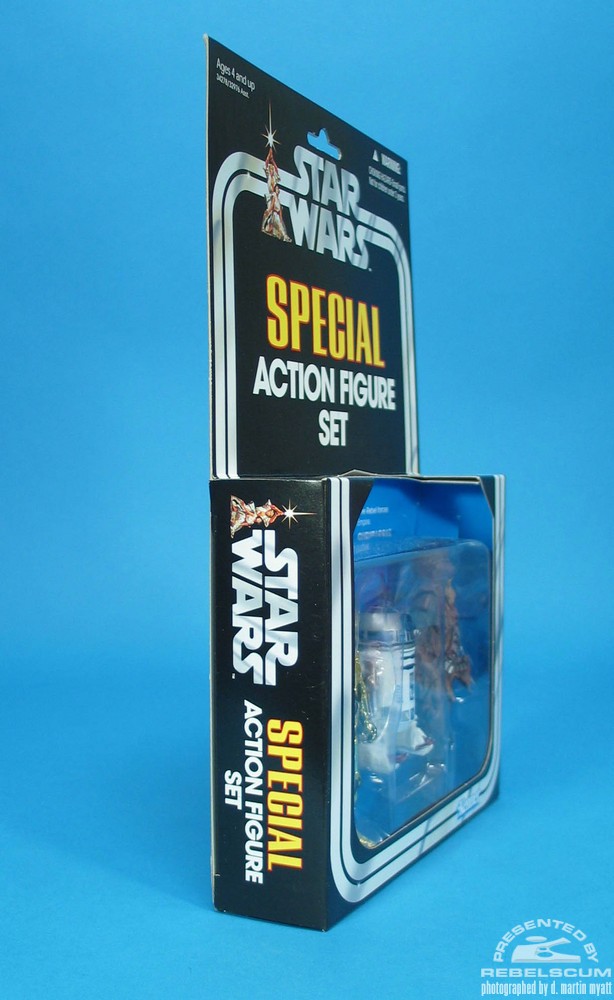 Ages 4 and up
⚠ WARNING:
STAR
WARS
SPECIAL
ACTION FIGURE
SET
STAR
WARS
SPECIAL
ACTION FIGURE
SET
PRESENTED BY
REBELSCUM
photographed by d. martin myatt